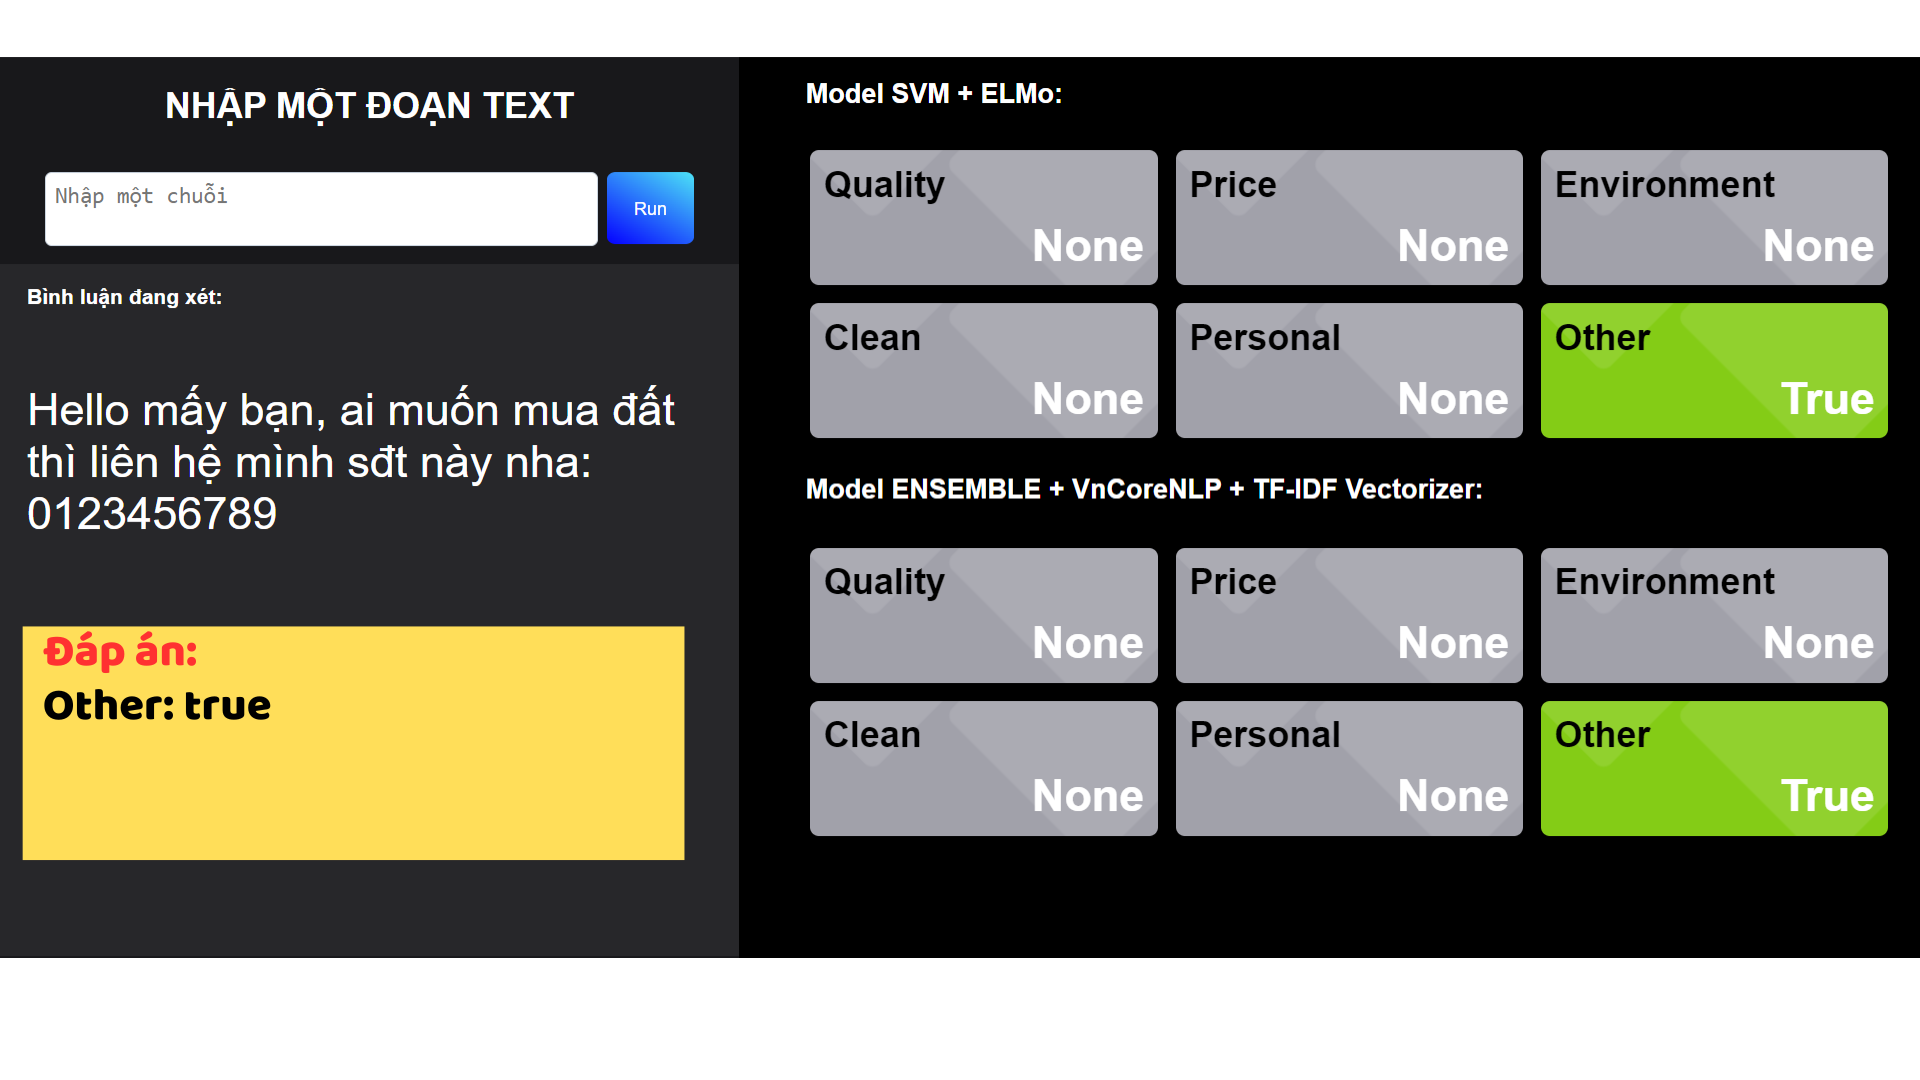 NHẬP MỘT ĐOẠN TEXT
Nhập một chuỗi
Run
Bình luận đang xét:
Hello mấy bạn, ai muốn mua đất
thì liên hệ mình sđt này nha:
0123456789
Đáp án:
Other: true
Model SVM + ELMo:
Quality
None
Price
None
Environment
None
Clean
None
Personal
None
Other
True
Model ENSEMBLE + VnCoreNLP + TF-IDF Vectorizer:
Quality
None
Price
None
Environment
None
Clean
None
Personal
None
Other
True